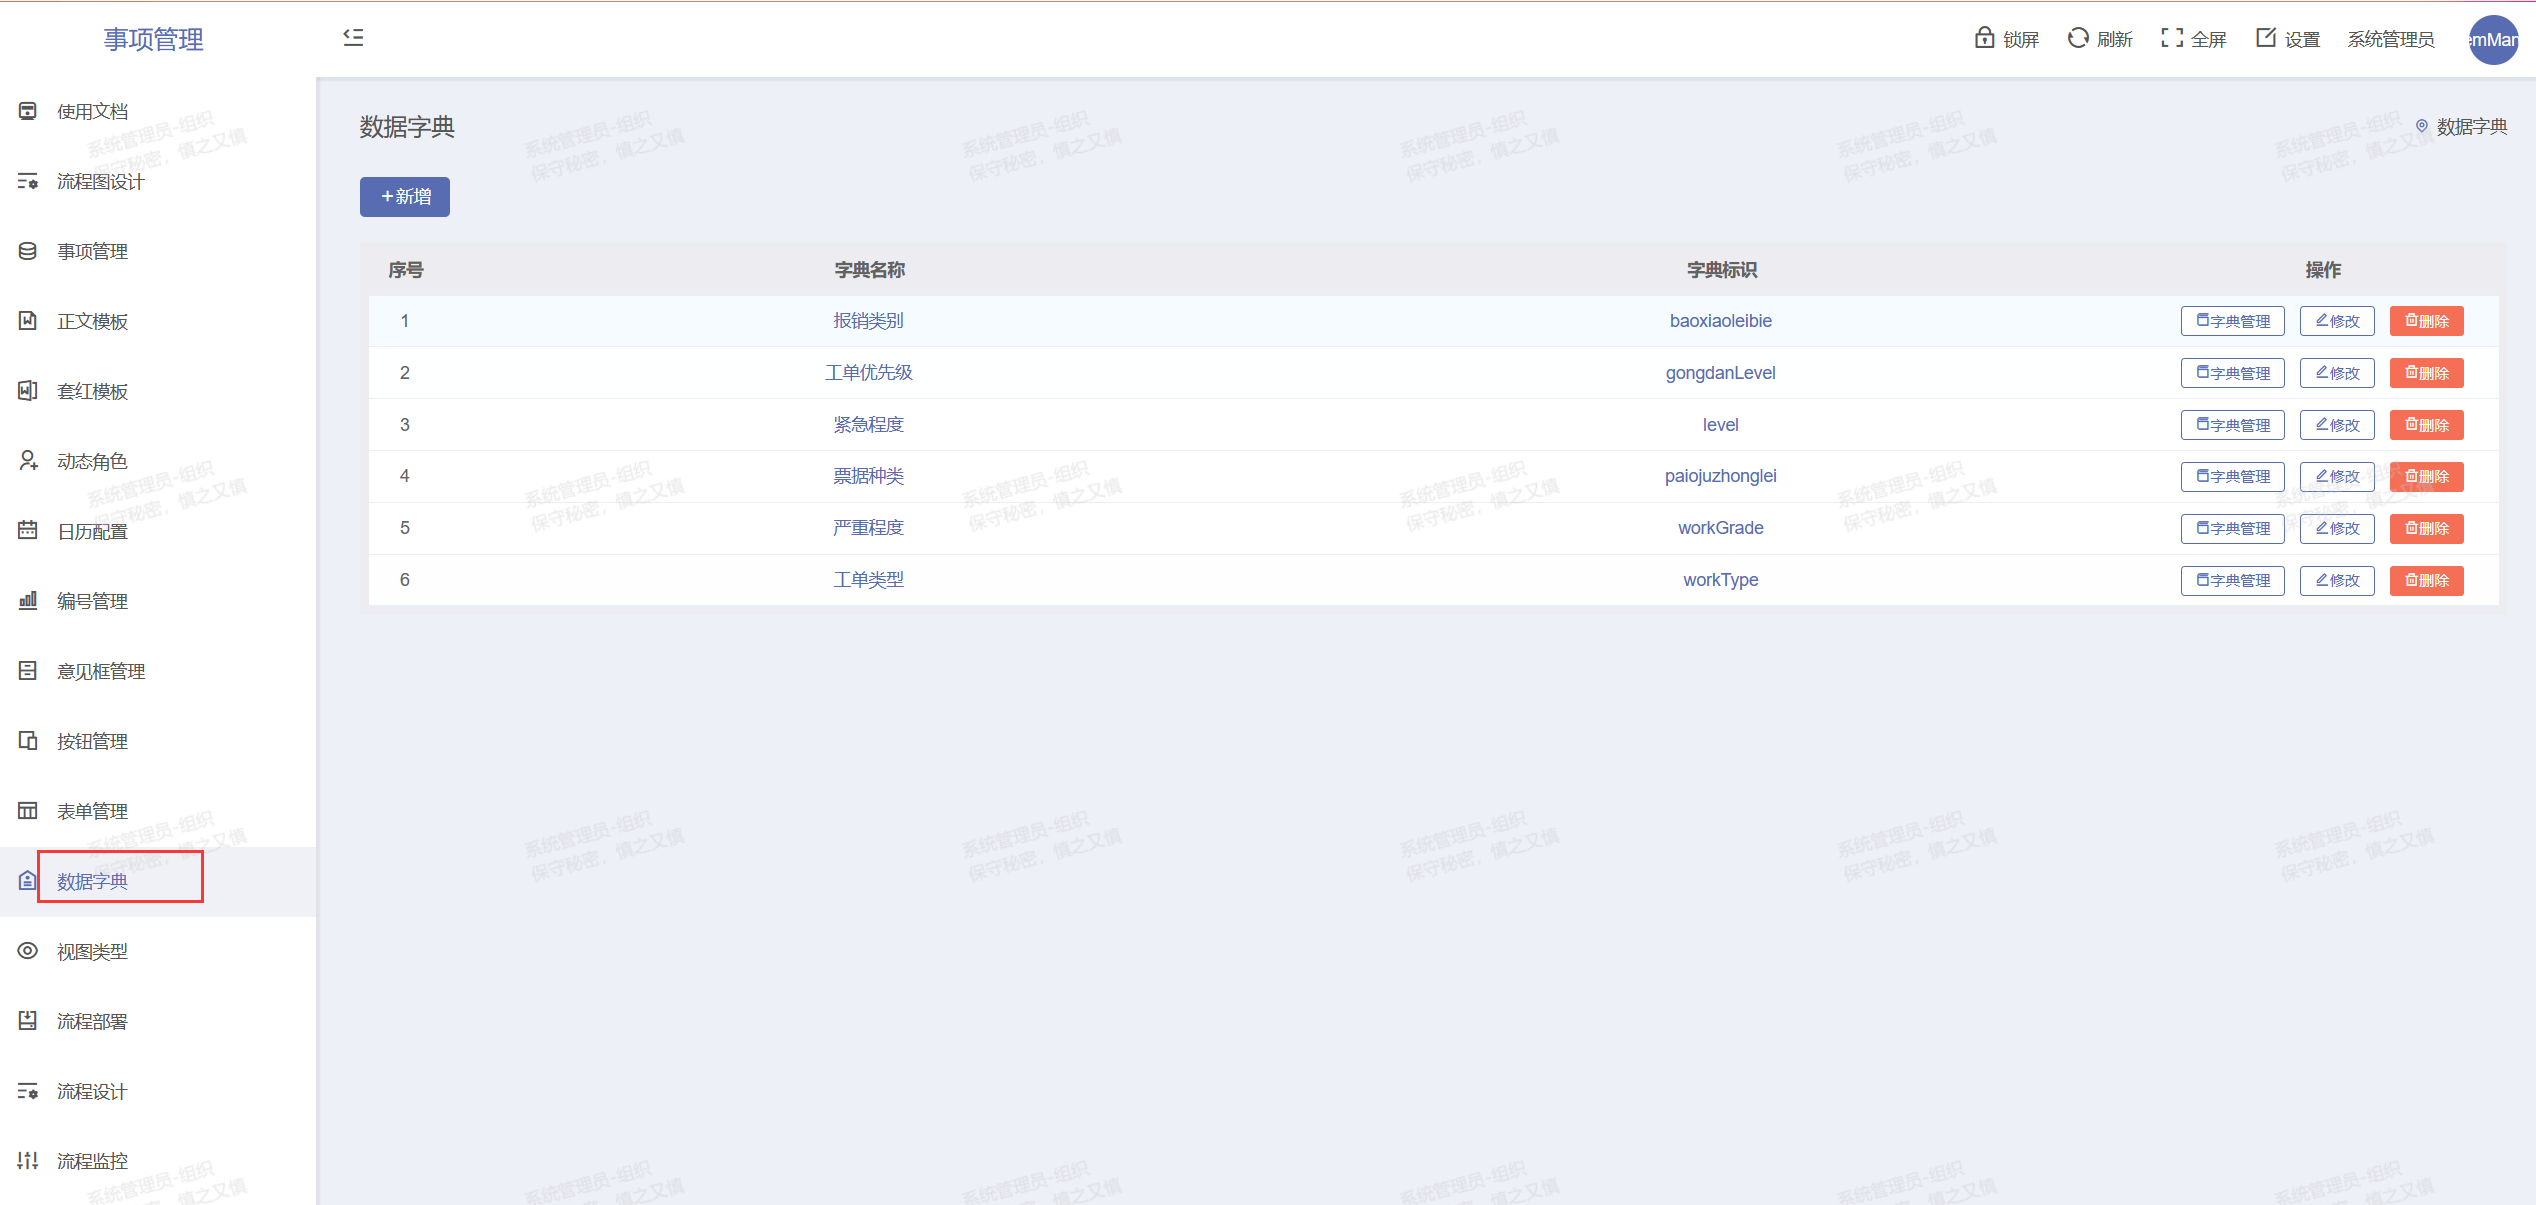 事项管理
锁屏 刷新 全屏 设置 系统管理员 emMan
使用文档
流程图设计
事项管理
正文模板
套红模板
动态角色
日历配置
编号管理
意见框管理
按钮管理
表单管理
数据字典
视图类型
流程部署
流程设计
流程监控
数据字典
数据字典
+新增
序号 字典名称 字典标识 操作
1 报销类别 baoxiaoleibie 字典管理 修改 删除
2 工单优先级 gongdanLevel 字典管理 修改 删除
3 紧急程度 level 字典管理 修改 删除
4 票据种类 paiojuzhonglei 字典管理 修改 删除
5 严重程度 workGrade 字典管理 修改 删除
6 工单类型 workType 字典管理 修改 删除
系统管理员-组织
保守秘密，慎之又慎